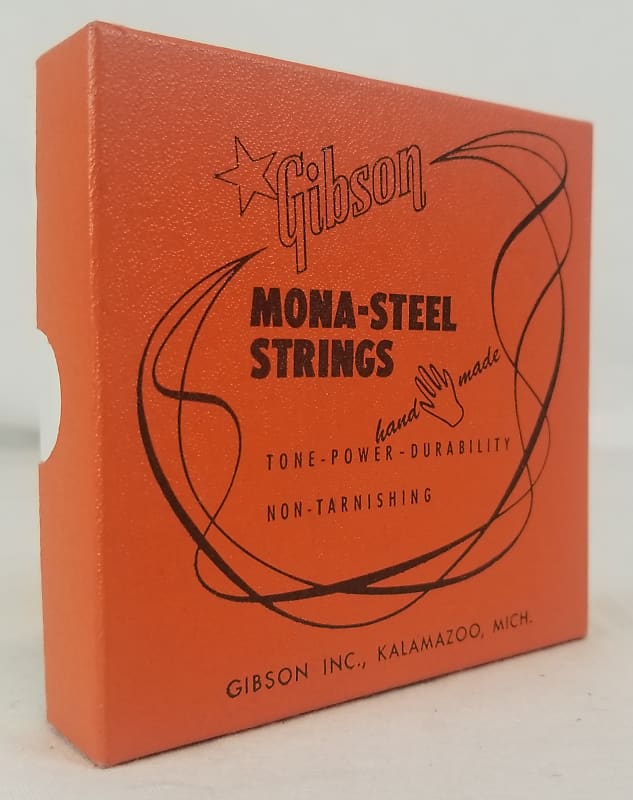 Gibson
MONA-STEEL
STRINGS
hand made
TONE-POWER-DURABILITY
NON-TARNISHING
GIBSON INC., KALAMAZOO, MICH.